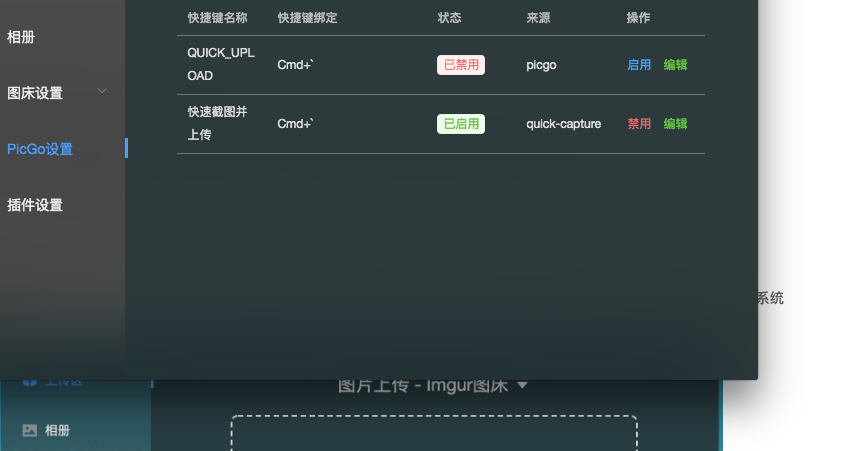 快捷键名称 快捷键绑定 状态 来源 操作
相册
QUICK_UPL
OAD
Cmd+` 已禁用 picgo 启用 编辑
图床设置
快速截图并
上传
Cmd+` 已启用 quick-capture 禁用 编辑
PicGo设置
插件设置
系统
上传区
图片上传 - Imgur图床
相册